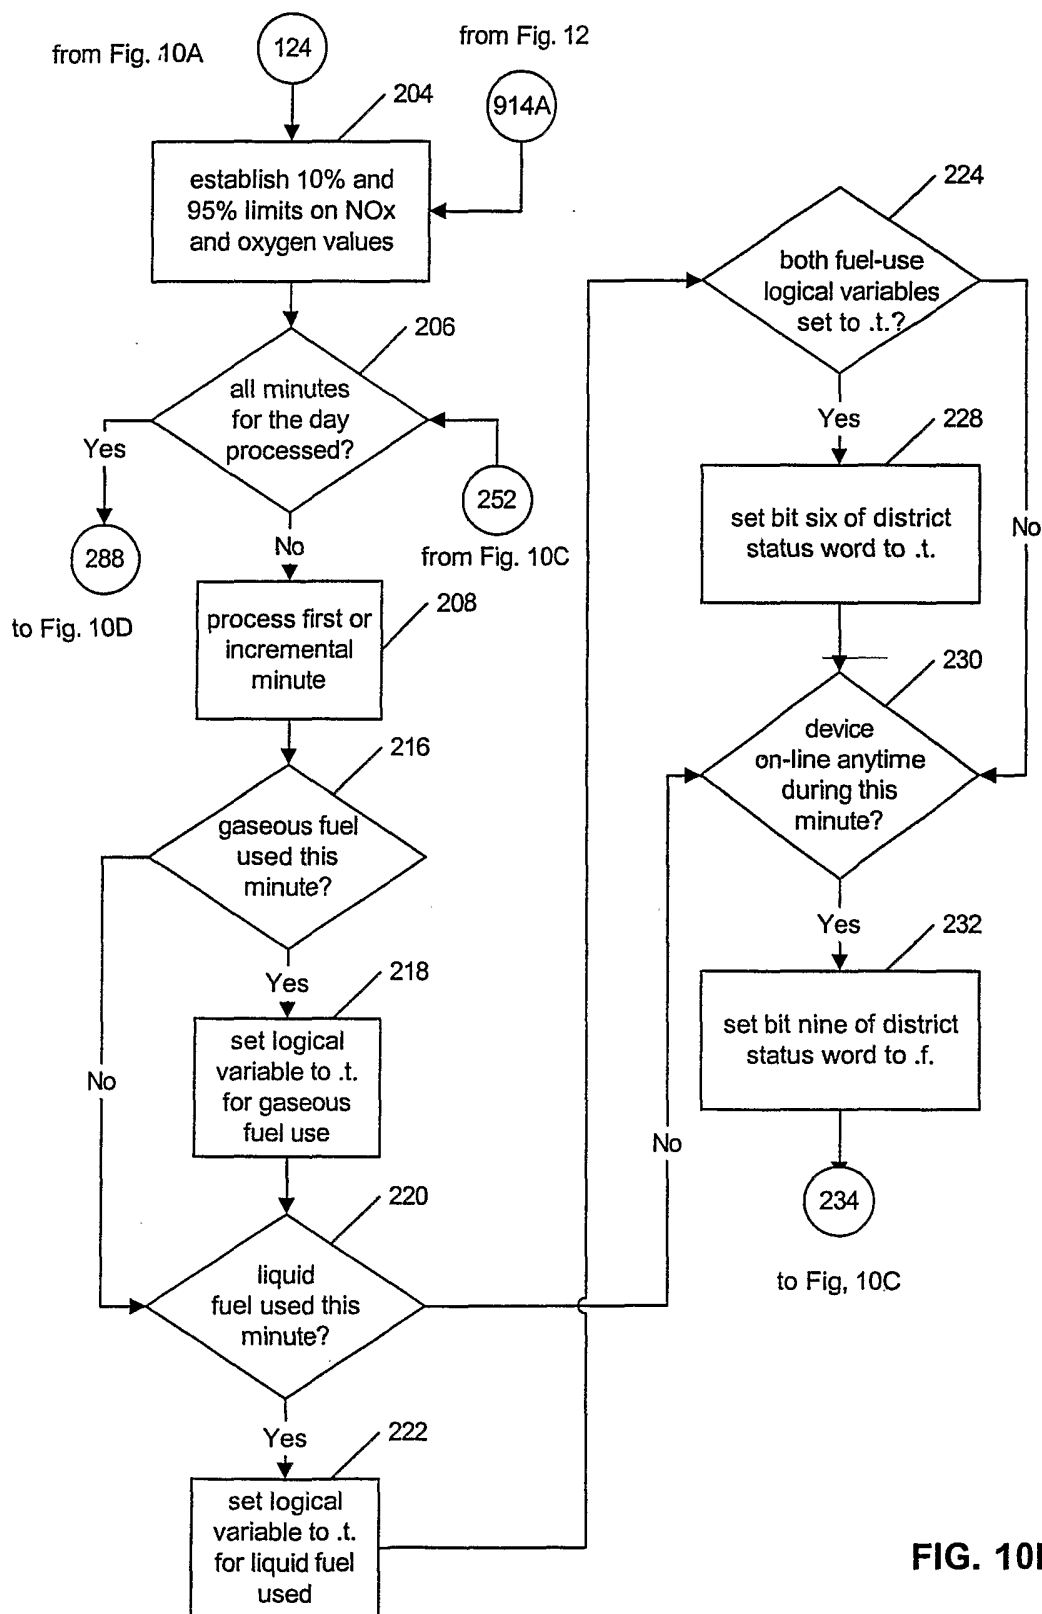 from Fig. 10A
124
from Fig. 12
914A
204
establish 10% and
95% limits on NOx
and oxygen values
206
all minutes
for the day
processed?
Yes
288
to Fig. 10D
252
from Fig. 10C
No
208
process first or
incremental
minute
216
gaseous fuel
used this
minute?
Yes
218
set logical
variable to .t.
for gaseous
fuel use
No
220
liquid
fuel used this
minute?
Yes
222
set logical
variable to .t.
for liquid fuel
used
No
224
both fuel-use
logical variables
set to .t.?
Yes
No
228
set bit six of district
status word to .t.
230
device
on-line anytime
during this
minute?
Yes
232
set bit nine of district
status word to .f.
234
to Fig, 10C
FIG.